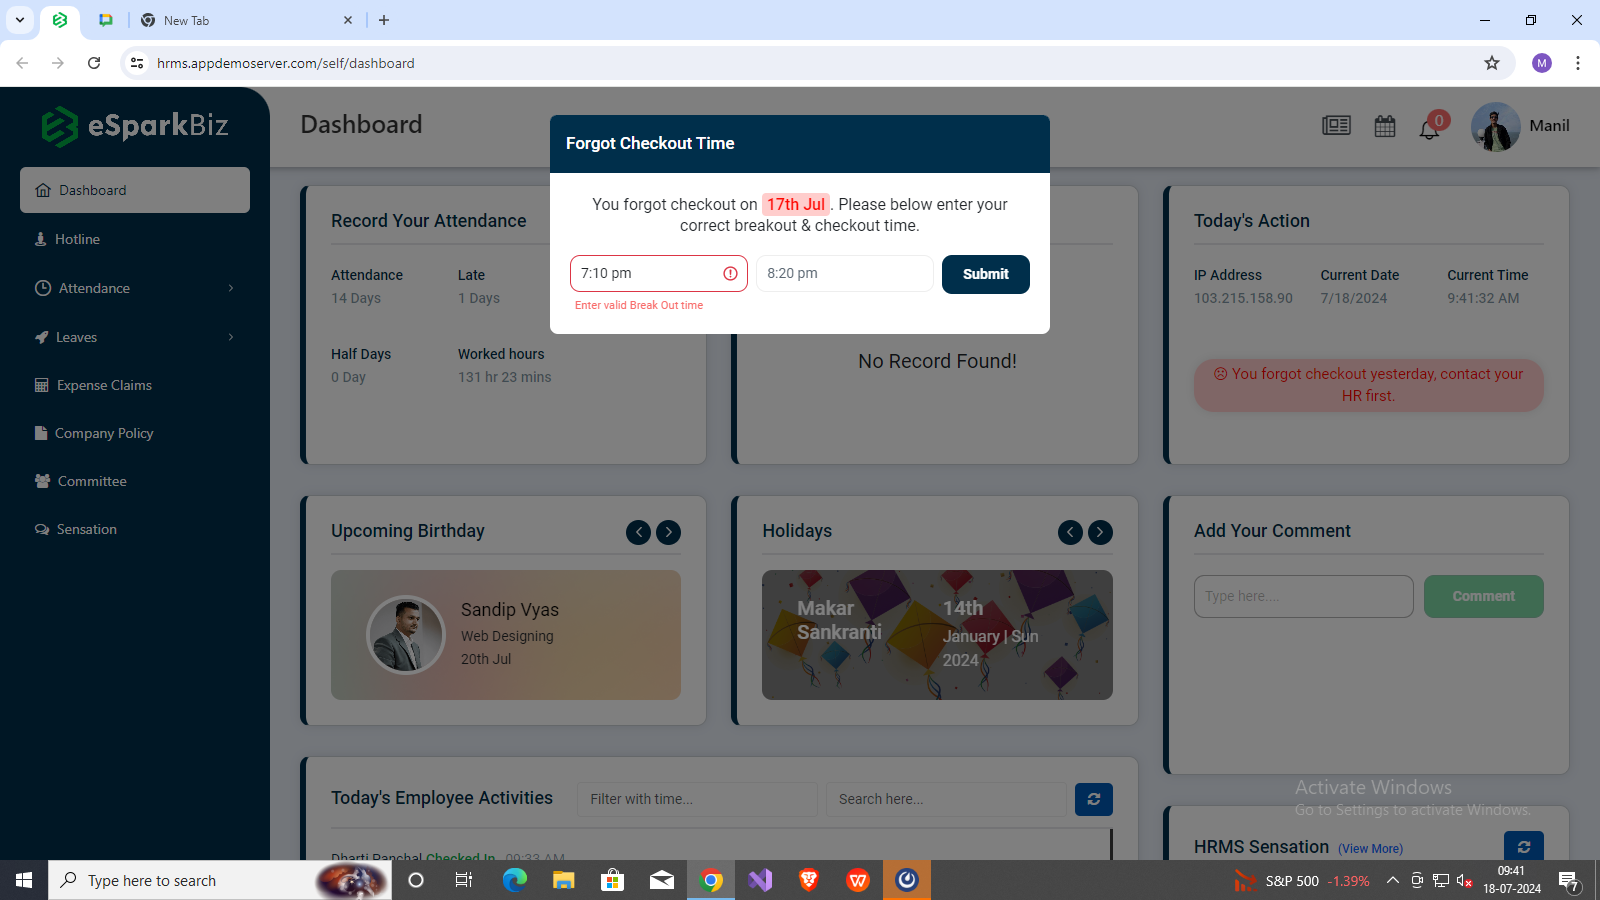 New Tab
hrms.appdemoserver.com/self/dashboard
M
eSparkBiz
Dashboard
0
Manil
Dashboard
Hotline
Attendance
Leaves
Expense Claims
Company Policy
Committee
Sensation
Forgot Checkout Time
You forgot checkout on 17th Jul . Please below enter your
correct breakout & checkout time.
7:10 pm
8:20 pm
Submit
Enter valid Break Out time
Record Your Attendance
Attendance
Late
14 Days
1 Days
Half Days
Worked hours
0 Day
131 hr 23 mins
No Record Found!
Today's Action
IP Address
Current Date
Current Time
103.215.158.90
7/18/2024
9:41:32 AM
You forgot checkout yesterday, contact your
HR first.
Upcoming Birthday
Sandip Vyas
Web Designing
20th Jul
Holidays
Makar
Sankranti
14th
January | Sun
2024
Add Your Comment
Type here....
Comment
Today's Employee Activities
Filter with time...
Search here...
Dharti Panchal Checked In 09:33 AM
Activate Windows
Go to Settings to activate Windows.
HRMS Sensation (View More)
Type here to search
S&P 500 -1.39%
09:41
18-07-2024
7